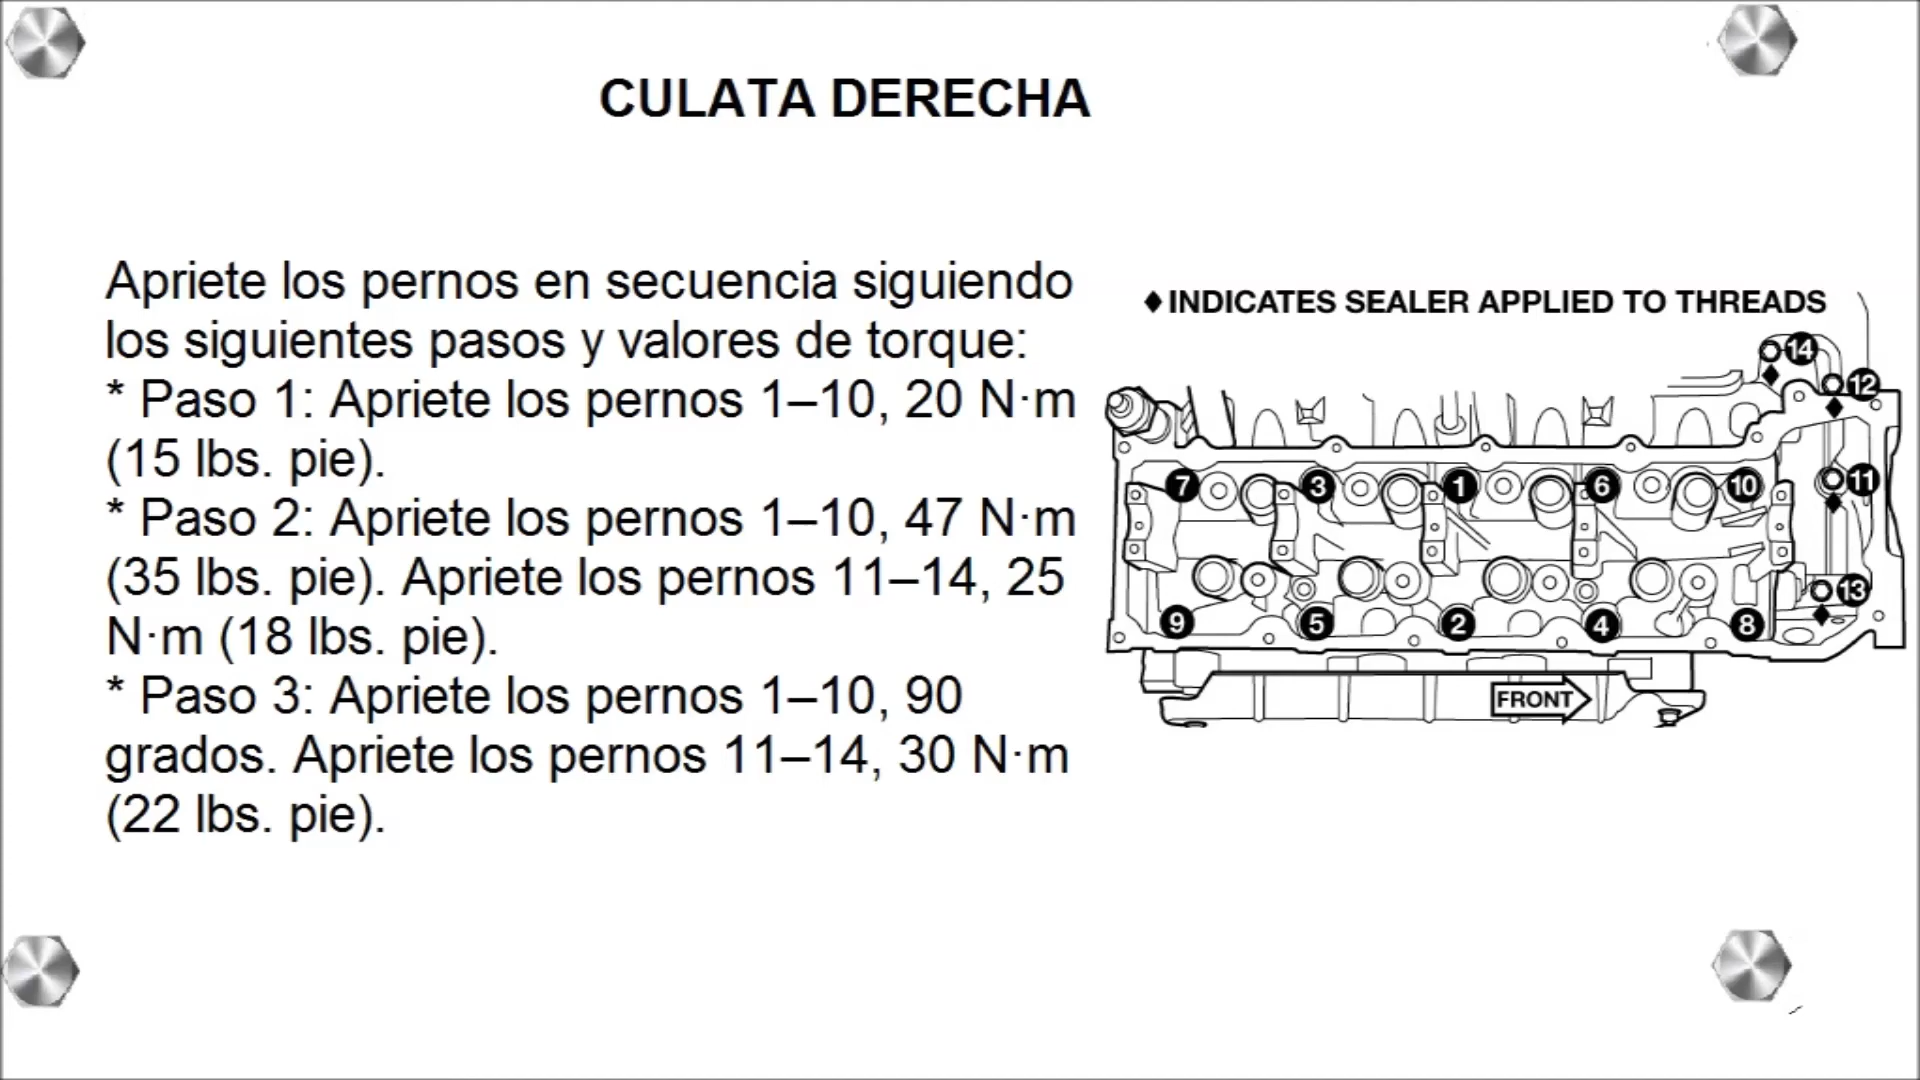 CULATA DERECHA
Apriete los pernos en secuencia siguiendo
los siguientes pasos y valores de torque:
* Paso 1: Apriete los pernos 1–10, 20 N·m
(15 lbs. pie).
* Paso 2: Apriete los pernos 1–10, 47 N·m
(35 lbs. pie). Apriete los pernos 11–14, 25
N·m (18 lbs. pie).
* Paso 3: Apriete los pernos 1–10, 90
grados. Apriete los pernos 11–14, 30 N·m
(22 lbs. pie).
♦ INDICATES SEALER APPLIED TO THREADS
14
12
7 3 1 6 10 11
13
9 5 2 4 8
FRONT